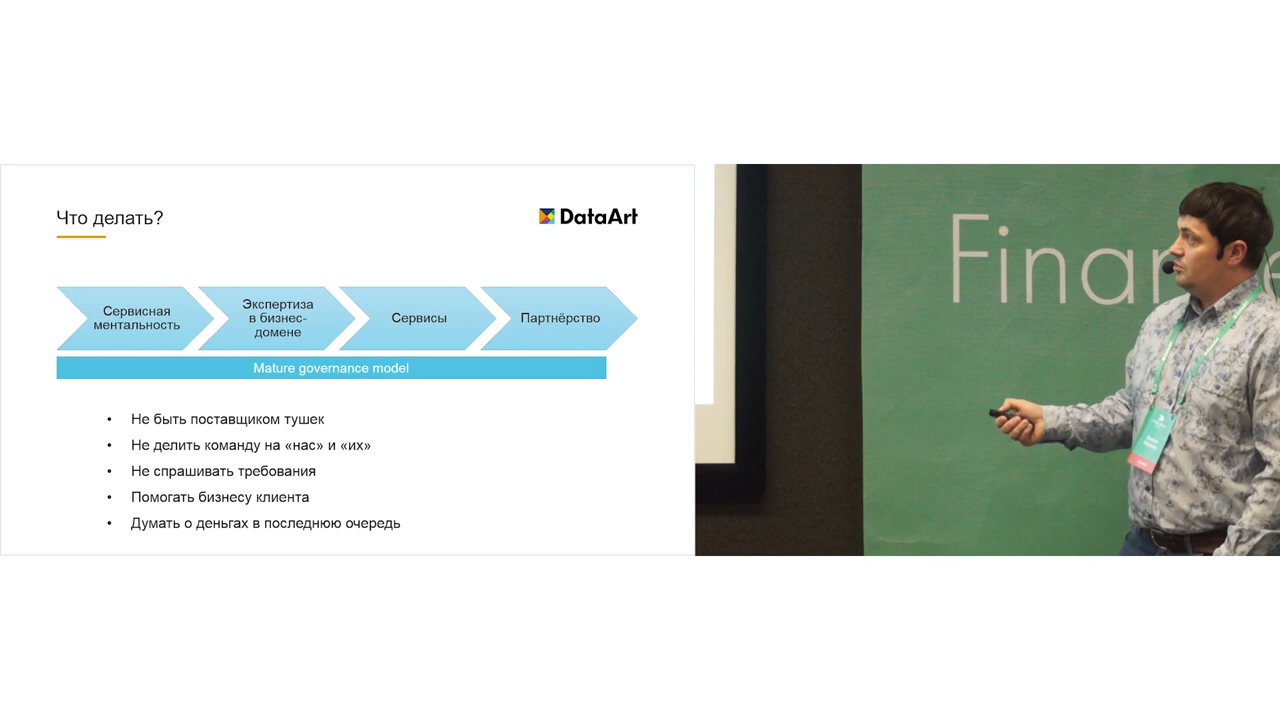 Что делать?
DataArt
Сервисная
ментальность
Экспертиза
в бизнес-
домене
Сервисы
Партнёрство
Mature governance model
• Не быть поставщиком тушек
• Не делить команду на «нас» и «их»
• Не спрашивать требования
• Помогать бизнесу клиента
• Думать о деньгах в последнюю очередь
Finan